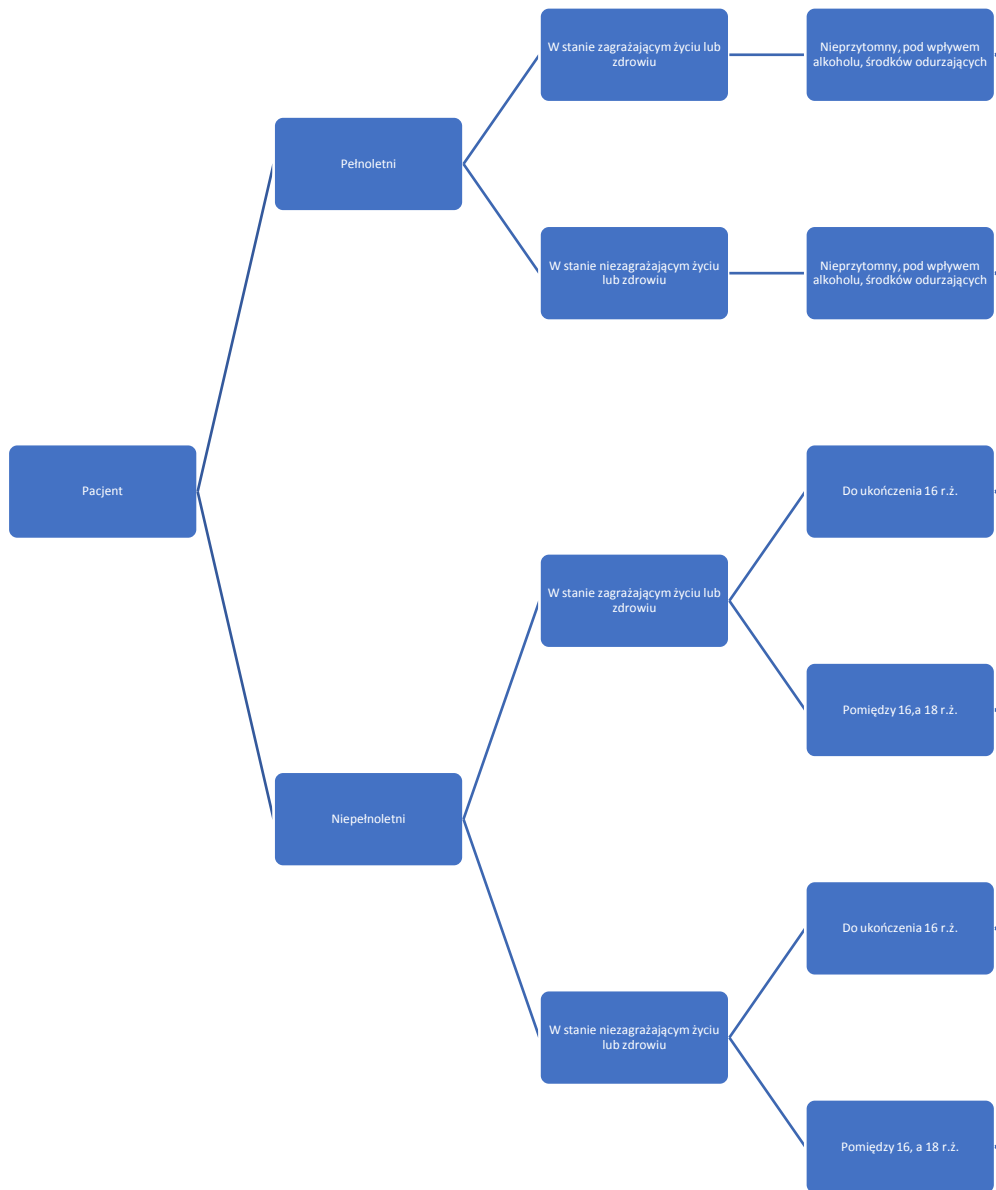 W stanie zagrażającym życiu lub
zdrowiu
Nieprzytomny, pod wpływem
alkoholu, środków odurzających
Pełnoletni
W stanie niezagrażającym życiu
lub zdrowiu
Nieprzytomny, pod wpływem
alkoholu, środków odurzających
Pacjent
Do ukończenia 16 r.ż.
W stanie zagrażającym życiu lub
zdrowiu
Pomiędzy 16,a 18 r.ż.
Niepełnoletni
Do ukończenia 16 r.ż.
W stanie niezagrażającym życiu
lub zdrowiu
Pomiędzy 16, a 18 r.ż.